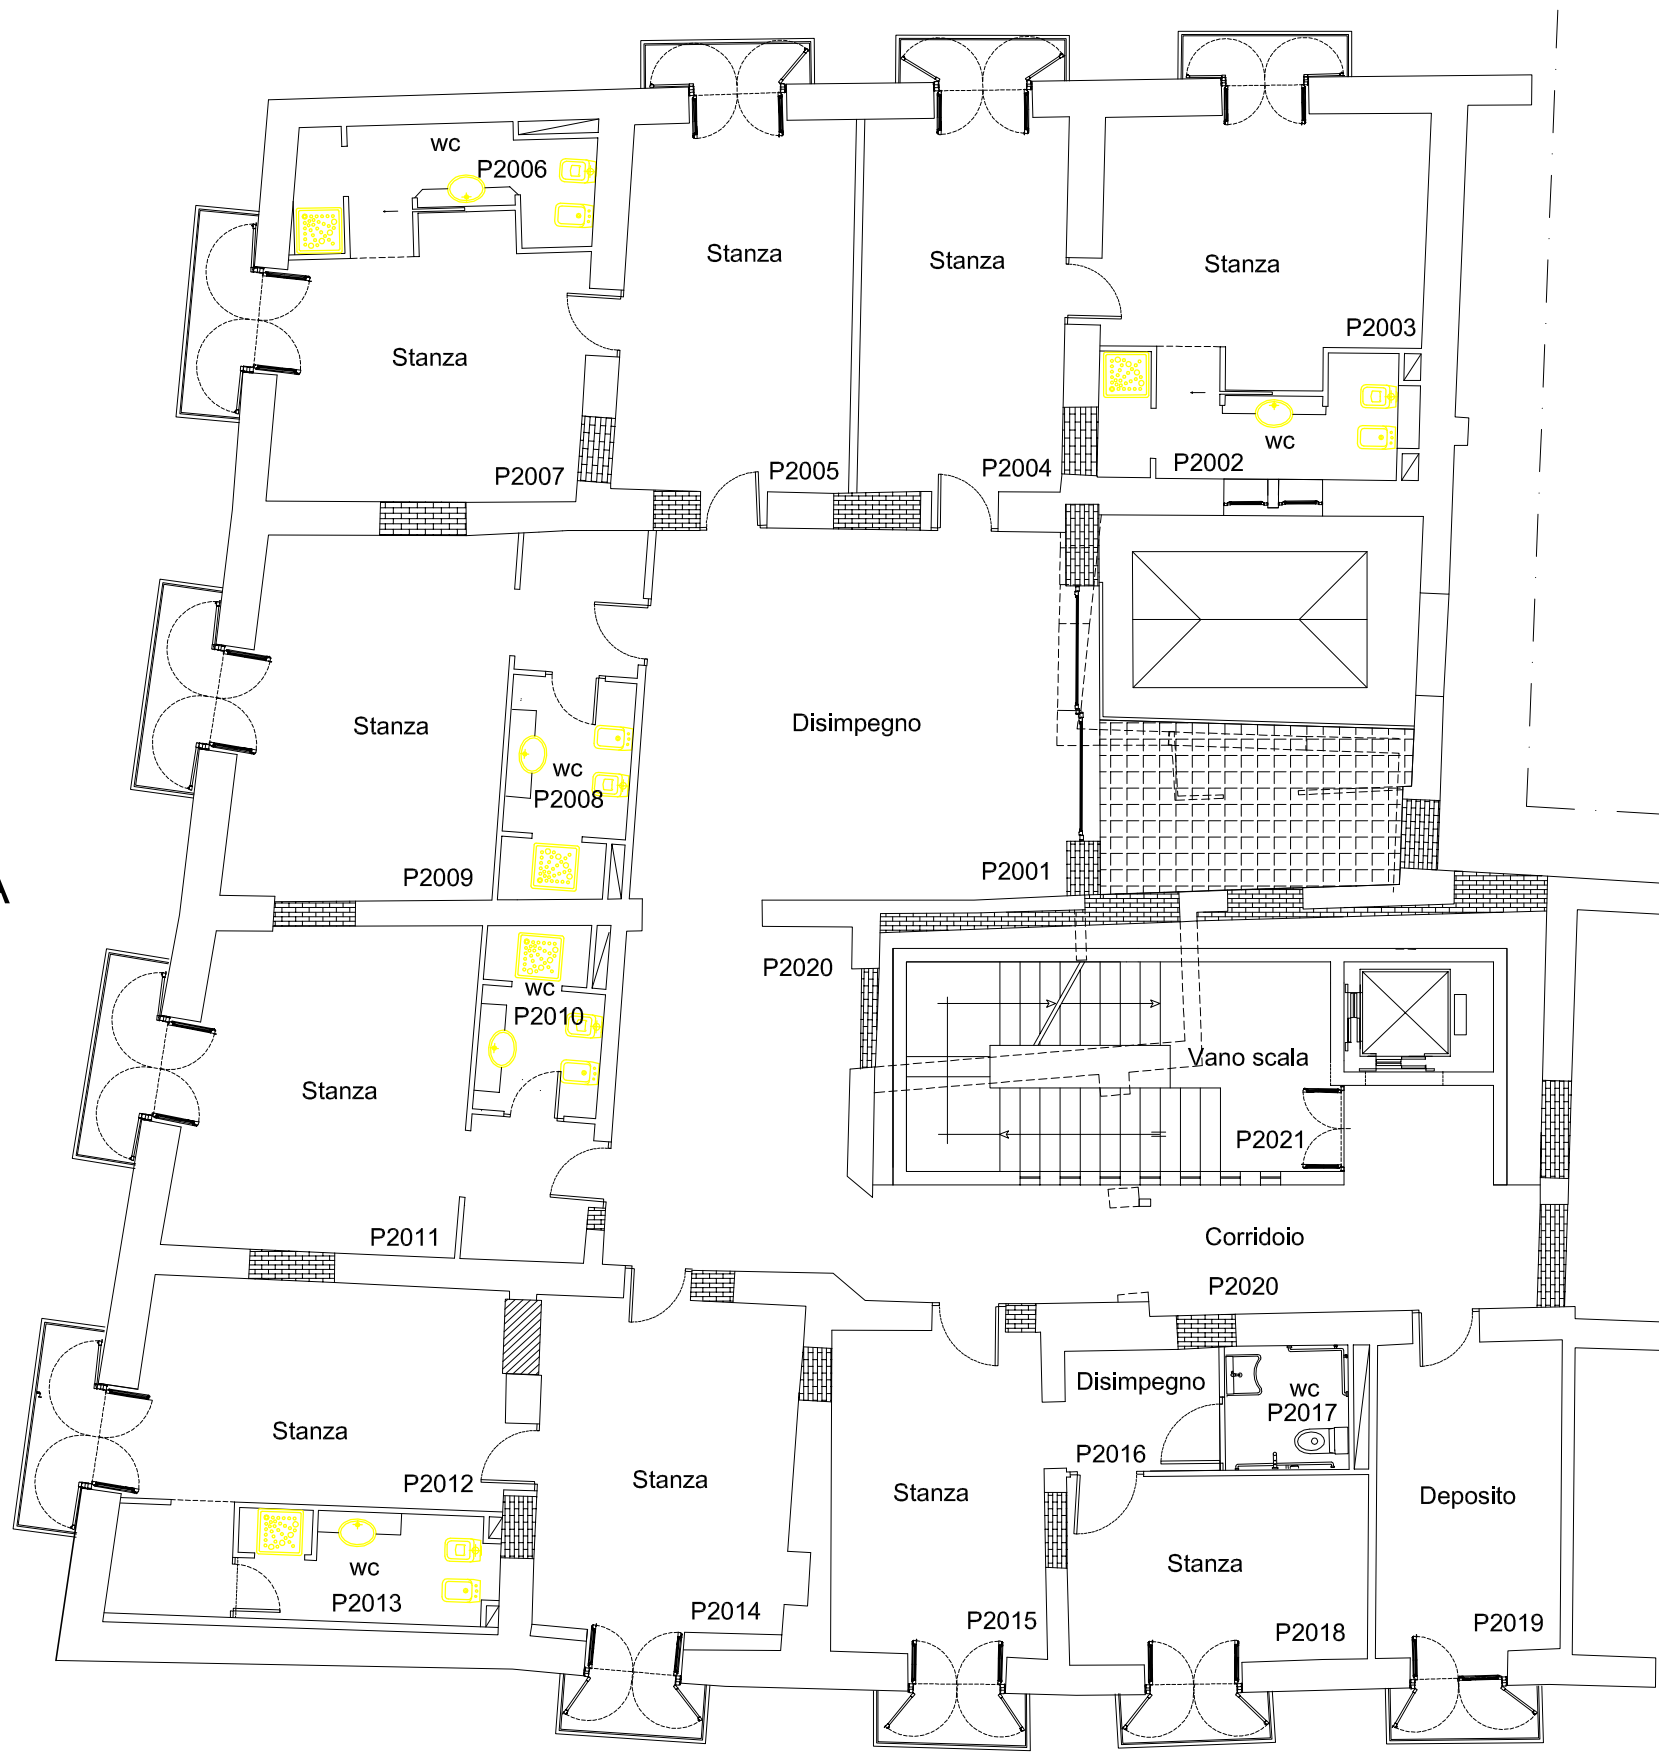 wc
P2006
Stanza
Stanza
Stanza
P2003
Stanza
wc
P2007
P2005
P2004
P2002
Stanza
Disimpegno
wc
P2008
P2009
P2001
A
P2020
wc
P2010
Vano scala
Stanza
P2021
P2011
Corridoio
P2020
Disimpegno
wc
P2017
Stanza
P2016
P2012
Stanza
Stanza
Deposito
Stanza
wc
P2013
P2014
P2015
P2018
P2019